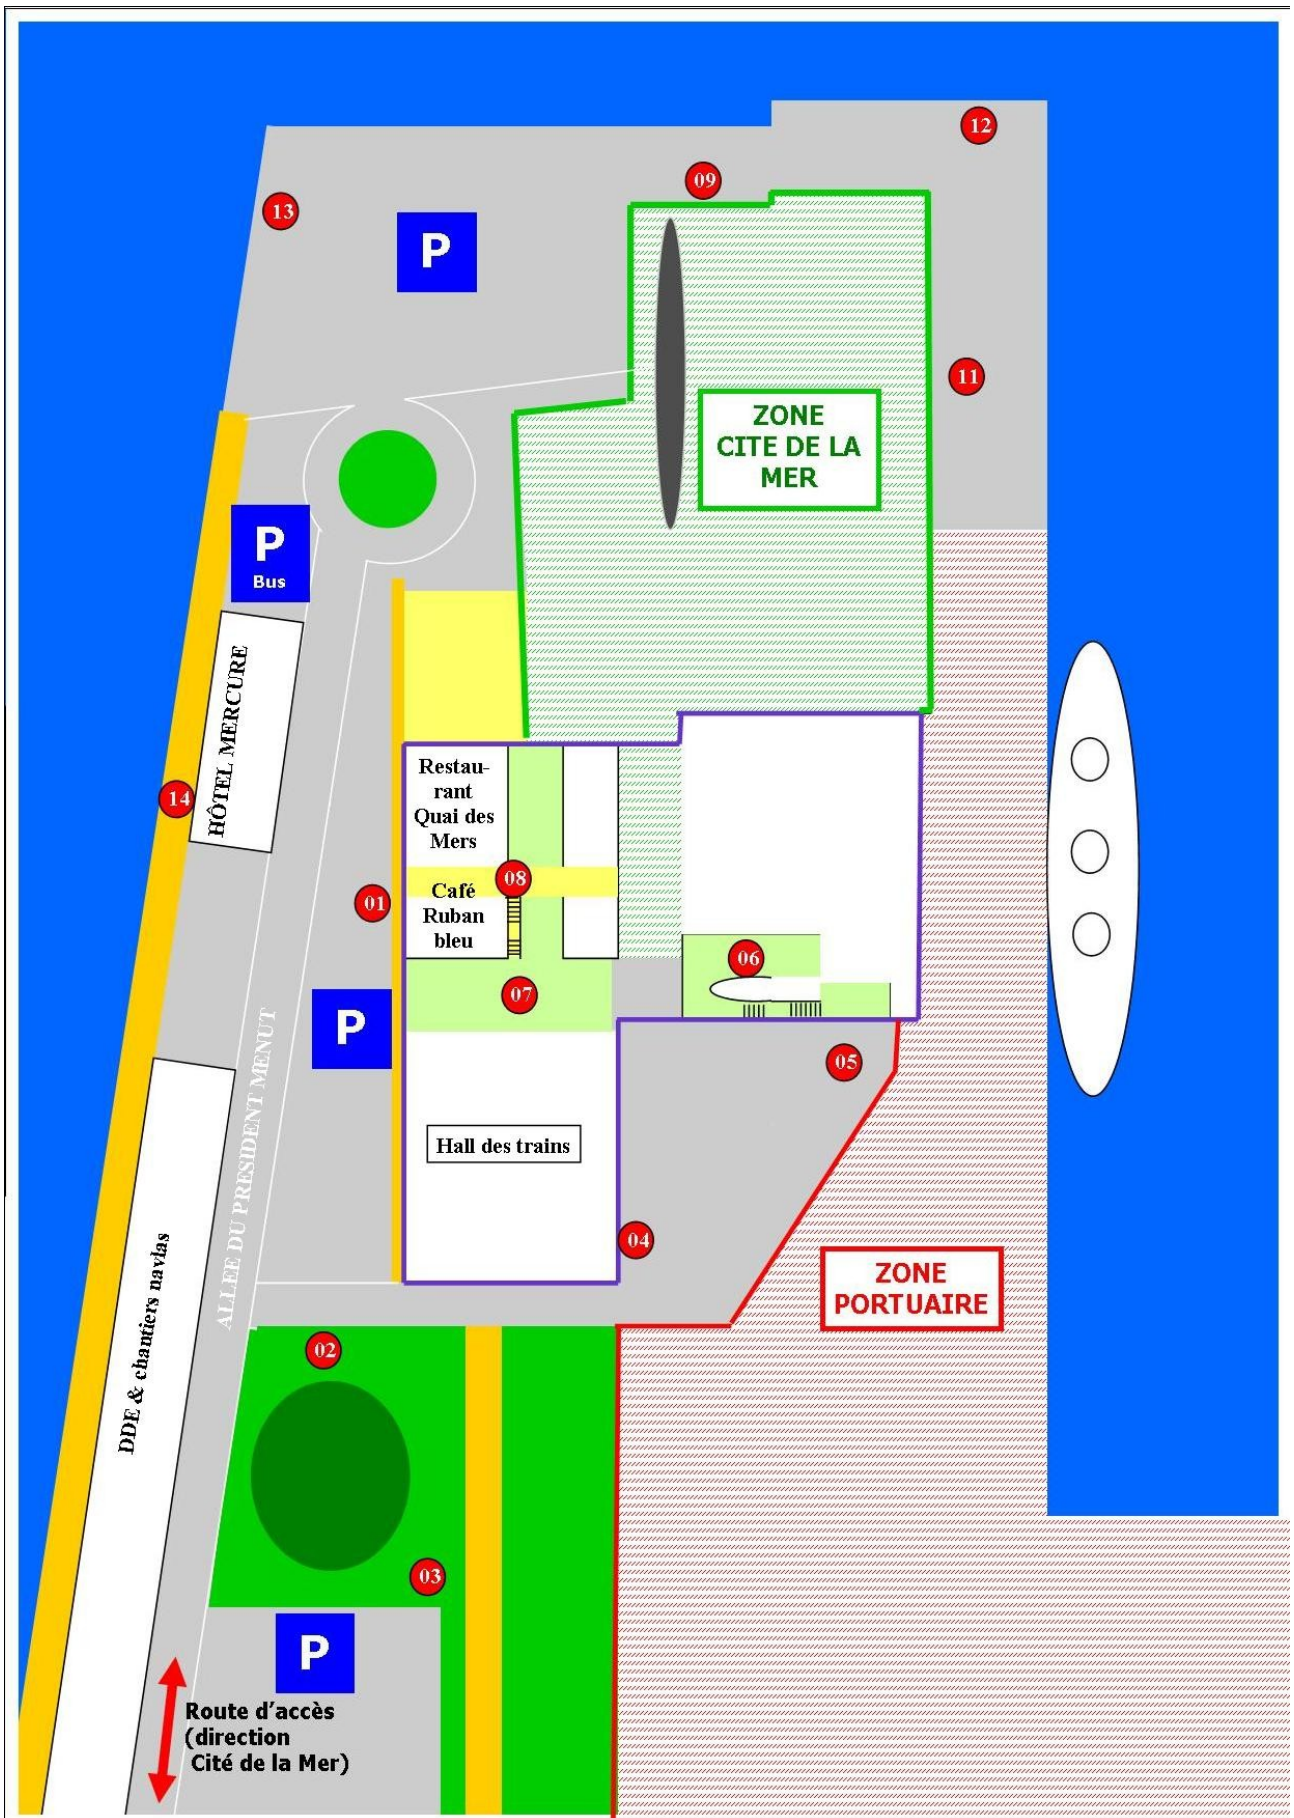 12
09
13
P
11
ZONE
CITE DE LA
MER
P
Bus
HÔTEL MERCURE
14
Restau-
rant
Quai des
Mers
08
01
Café
Ruban
bleu
06
07
P
05
ALLEE DU PRESIDENT MENUT
Hall des trains
04
ZONE
PORTUAIRE
DDE & chantiers navlas
02
03
P
Route d'accès
(direction
Cité de la Mer)